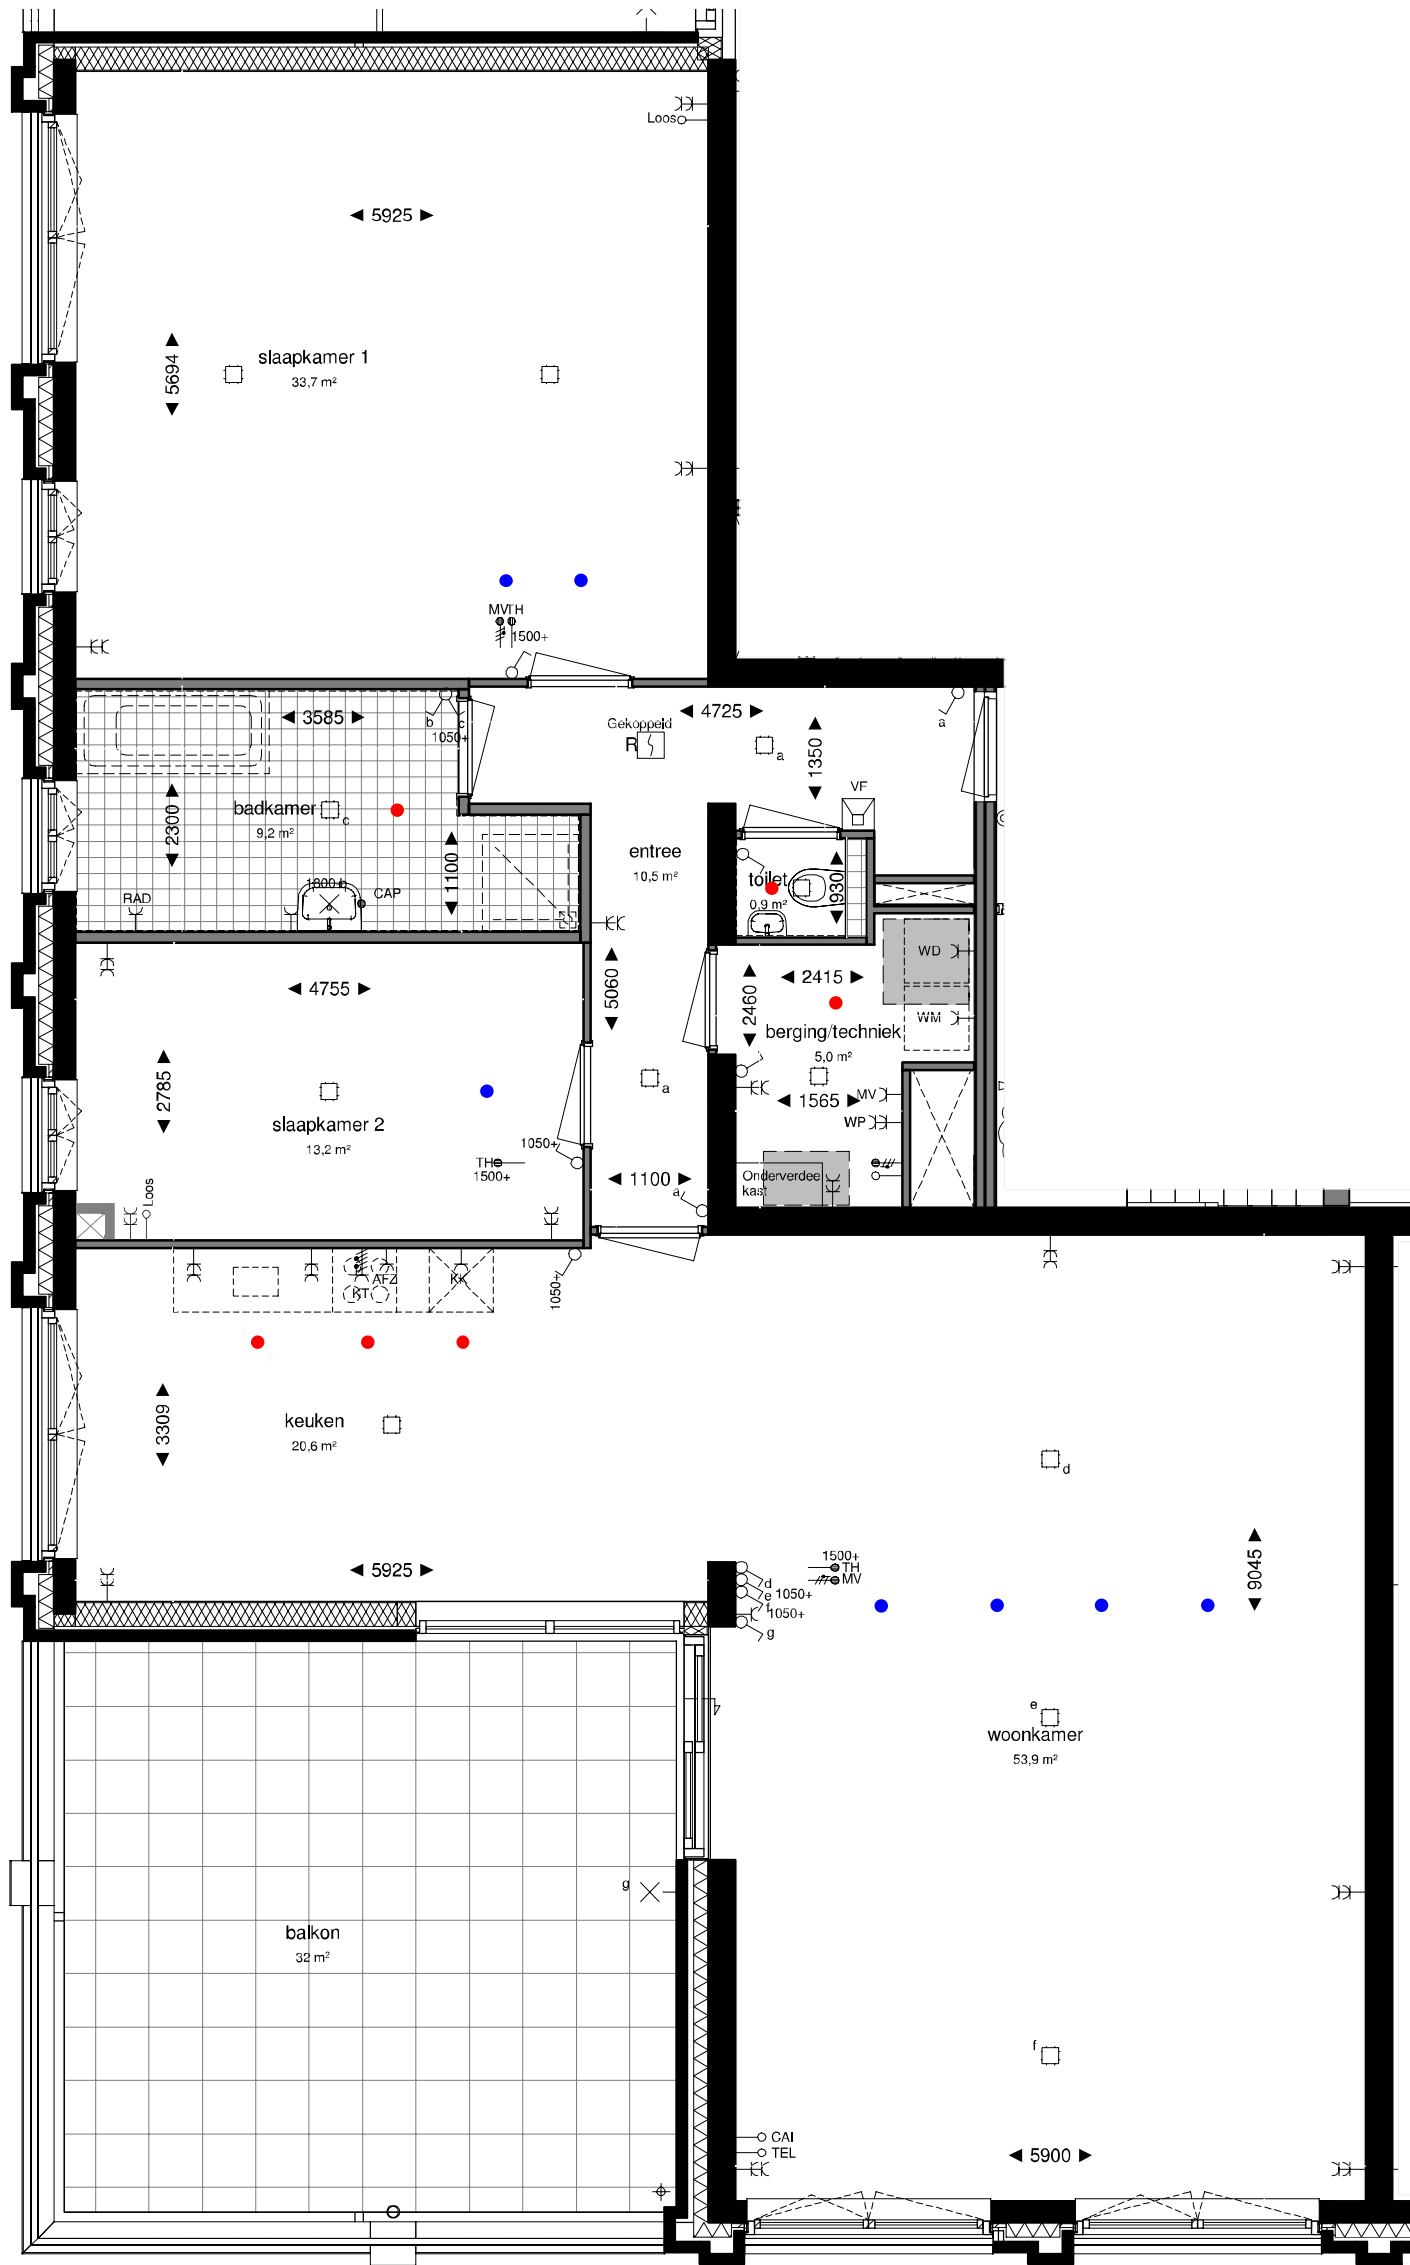 Loos
5925
slaapkamer 1
33,7 m²
5694
MV TH
1500+
3585
b
c
1050+
4725
Gekoppeld
R
a
a
1350
VF
badkamer
c
9,2 m²
2300
1100
1800+
CAP
RAD
entree
10,5 m²
toilet
0,9 m²
930
WD
WM
5060
2460
2415
berging/techniek
5,0 m²
4755
2785
slaapkamer 2
13,2 m²
a
1565
MV
WP
1050+
TH
1500+
1100
a
Onderverdee
kast
Loos
AFZ
KT
KK
1050+
3309
keuken
20,6 m²
d
5925
1500+
TH
MV
d
e
1050+
f
1050+
g
9045
e
woonkamer
53,9 m²
g
balkon
32 m²
f
CAI
TEL
5900